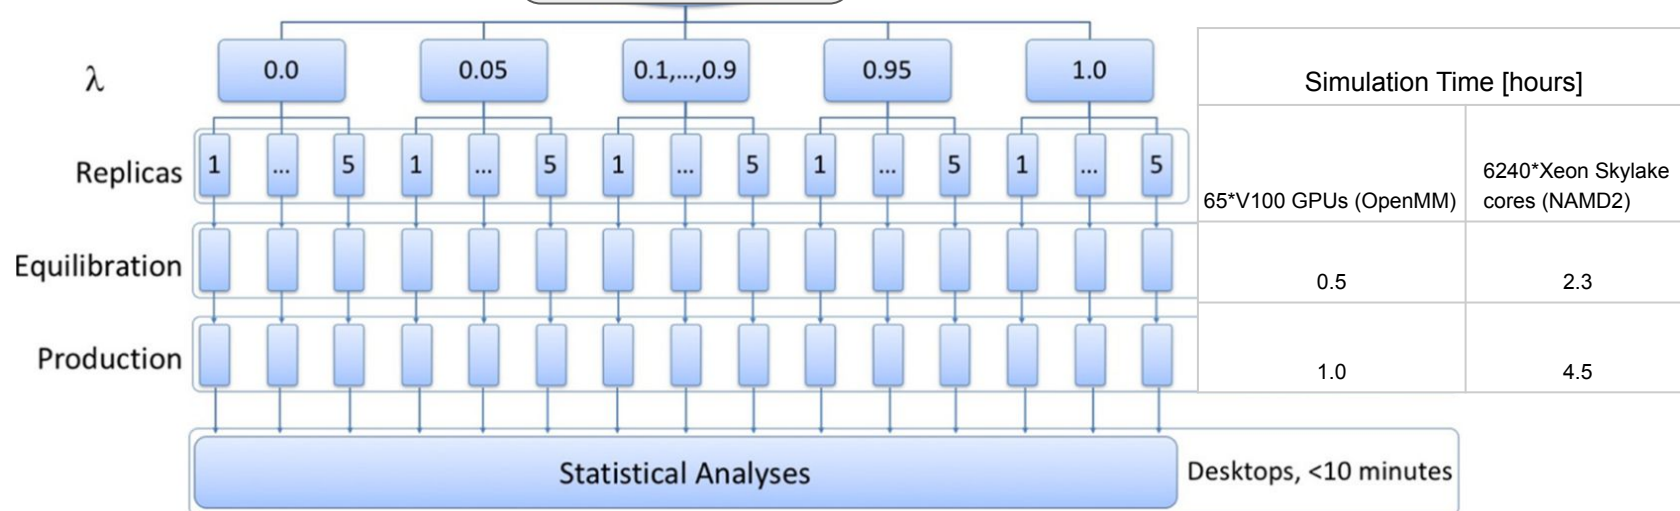 λ
0.0
0.05
0.1,...,0.9
0.95
1.0
Simulation Time [hours]
Replicas
1
...
5
1
...
5
1
...
5
1
...
5
1
...
5
65*V100 GPUs (OpenMM)
6240*Xeon Skylake
cores (NAMD2)
Equilibration
0.5
2.3
Production
1.0
4.5
Statistical Analyses
Desktops, <10 minutes